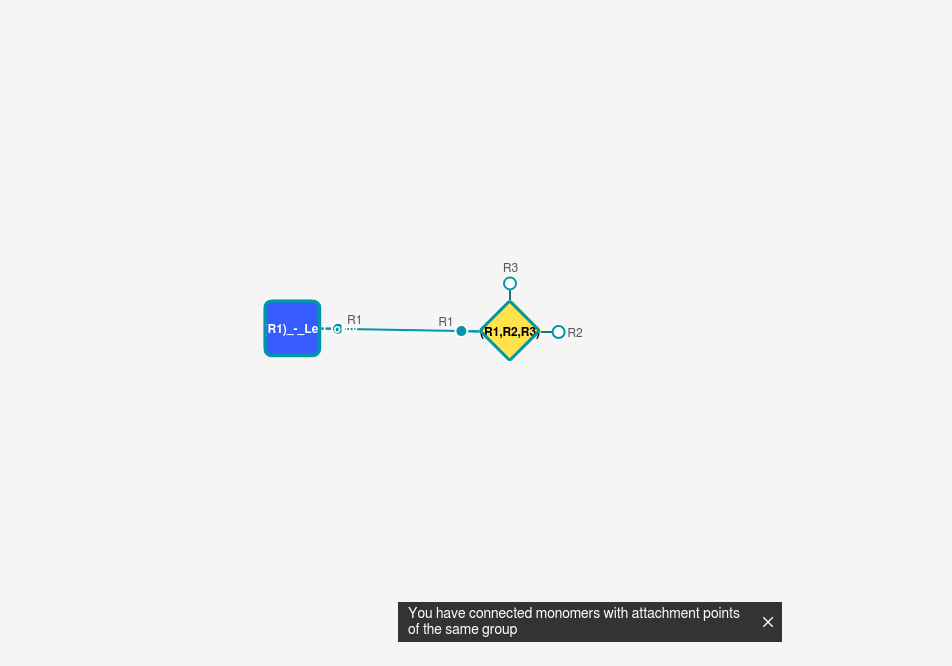 R3
R1)_-_Le
R1
R1
(R1,R2,R3)
R2
You have connected monomers with attachment points
of the same group